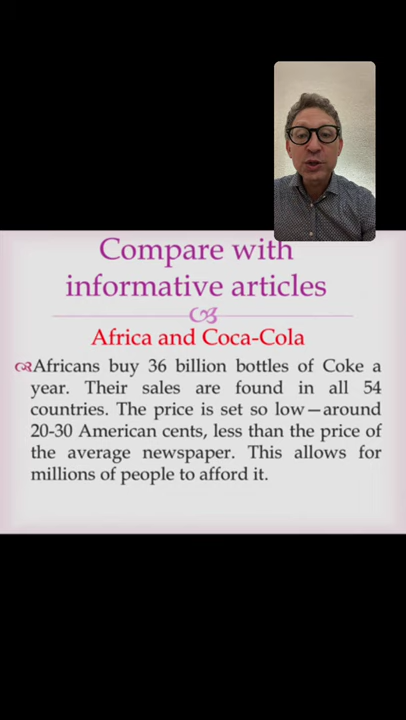 Compare with
informative articles
Africa and Coca-Cola
Africans buy 36 billion bottles of Coke a
year. Their sales are found in all 54
countries. The price is set so low—around
20-30 American cents, less than the price of
the average newspaper. This allows for
millions of people to afford it.